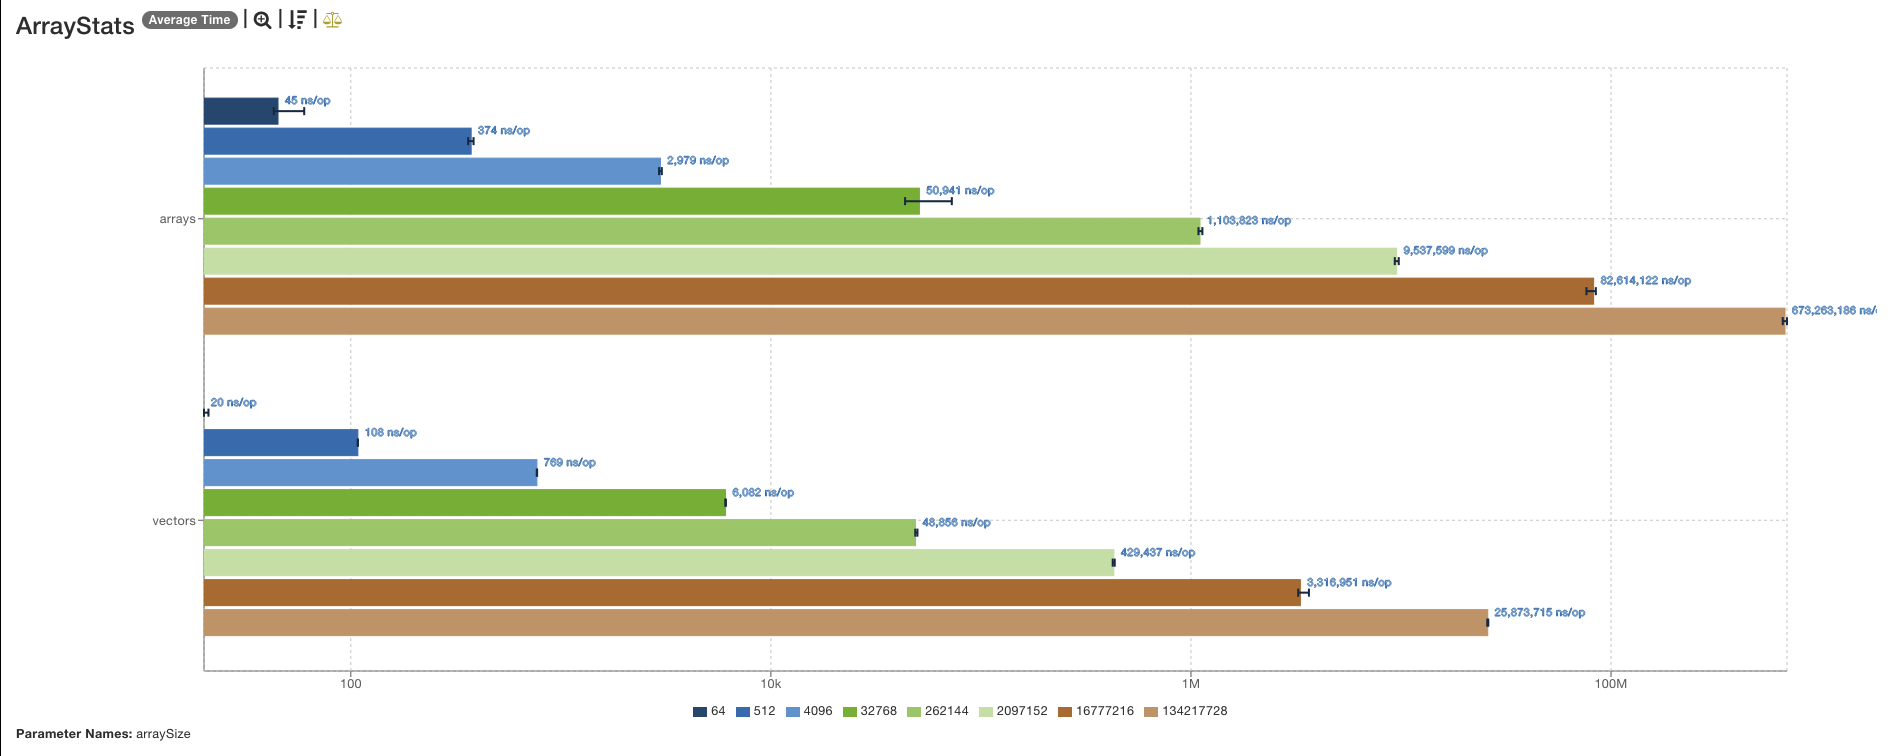 ArrayStats Average Time
45 ns/op
374 ns/op
2,979 ns/op
50,941 ns/op
arrays
1,103,823 ns/op
9,537,599 ns/op
82,614,122 ns/op
673,263,186 ns/
20 ns/op
108 ns/op
769 ns/op
6,082 ns/op
vectors
48,856 ns/op
429,437 ns/op
3,316,951 ns/op
25,873,715 ns/op
100 10k 1M 100M
64 512 4096 32768 262144 2097152 16777216 134217728
Parameter Names: arraySize